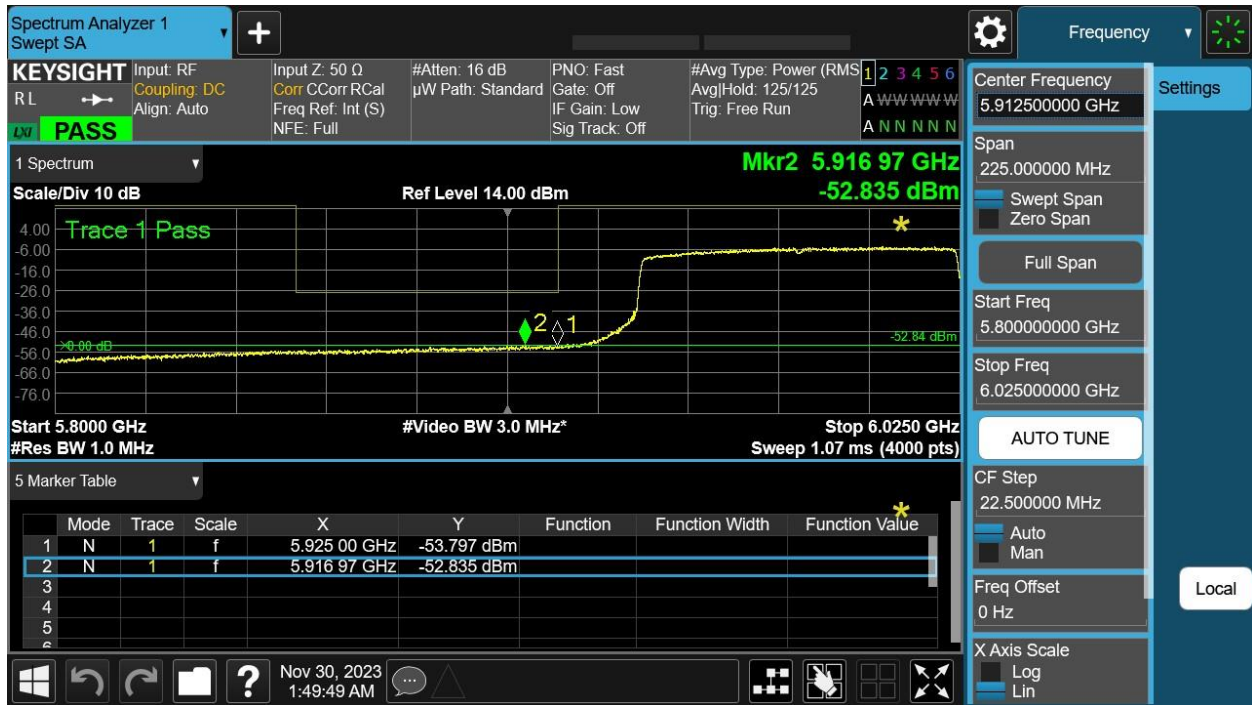 Spectrum Analyzer 1
Swept SA
+
Frequency
KEYSIGHT
RL
LXI
PASS
Input: RF
Coupling: DC
Align: Auto
Input Z: 50 Ω
Corr CCorr RCal
Freq Ref: Int (S)
NFE: Full
#Atten: 16 dB
µW Path: Standard
PNO: Fast
Gate: Off
IF Gain: Low
Sig Track: Off
#Avg Type: Power (RMS
Avg|Hold: 125/125
Trig: Free Run
1 2 3 4 5 6
A W W W W W
A N N N N N
1 Spectrum
Mkr2 5.916 97 GHz
-52.835 dBm
Scale/Div 10 dB
Ref Level 14.00 dBm
Trace 1 Pass
4.00
-6.00
-16.0
-26.0
-36.0
-46.0
-56.0
-66.0
-76.0
X0.00 dB
2
1
-52.84 dBm
Start 5.8000 GHz
#Video BW 3.0 MHz*
Stop 6.0250 GHz
#Res BW 1.0 MHz
Sweep 1.07 ms (4000 pts)
5 Marker Table
Mode Trace Scale X Y Function Function Width Function Value
1 N 1 f 5.925 00 GHz -53.797 dBm
2 N 1 f 5.916 97 GHz -52.835 dBm
3
4
5
6
?
Nov 30, 2023
1:49:49 AM
Center Frequency
5.912500000 GHz
Settings
Span
225.000000 MHz
Swept Span
Zero Span
Full Span
Start Freq
5.800000000 GHz
Stop Freq
6.025000000 GHz
AUTO TUNE
CF Step
22.500000 MHz
Auto
Man
Freq Offset
0 Hz
Local
X Axis Scale
Log
Lin